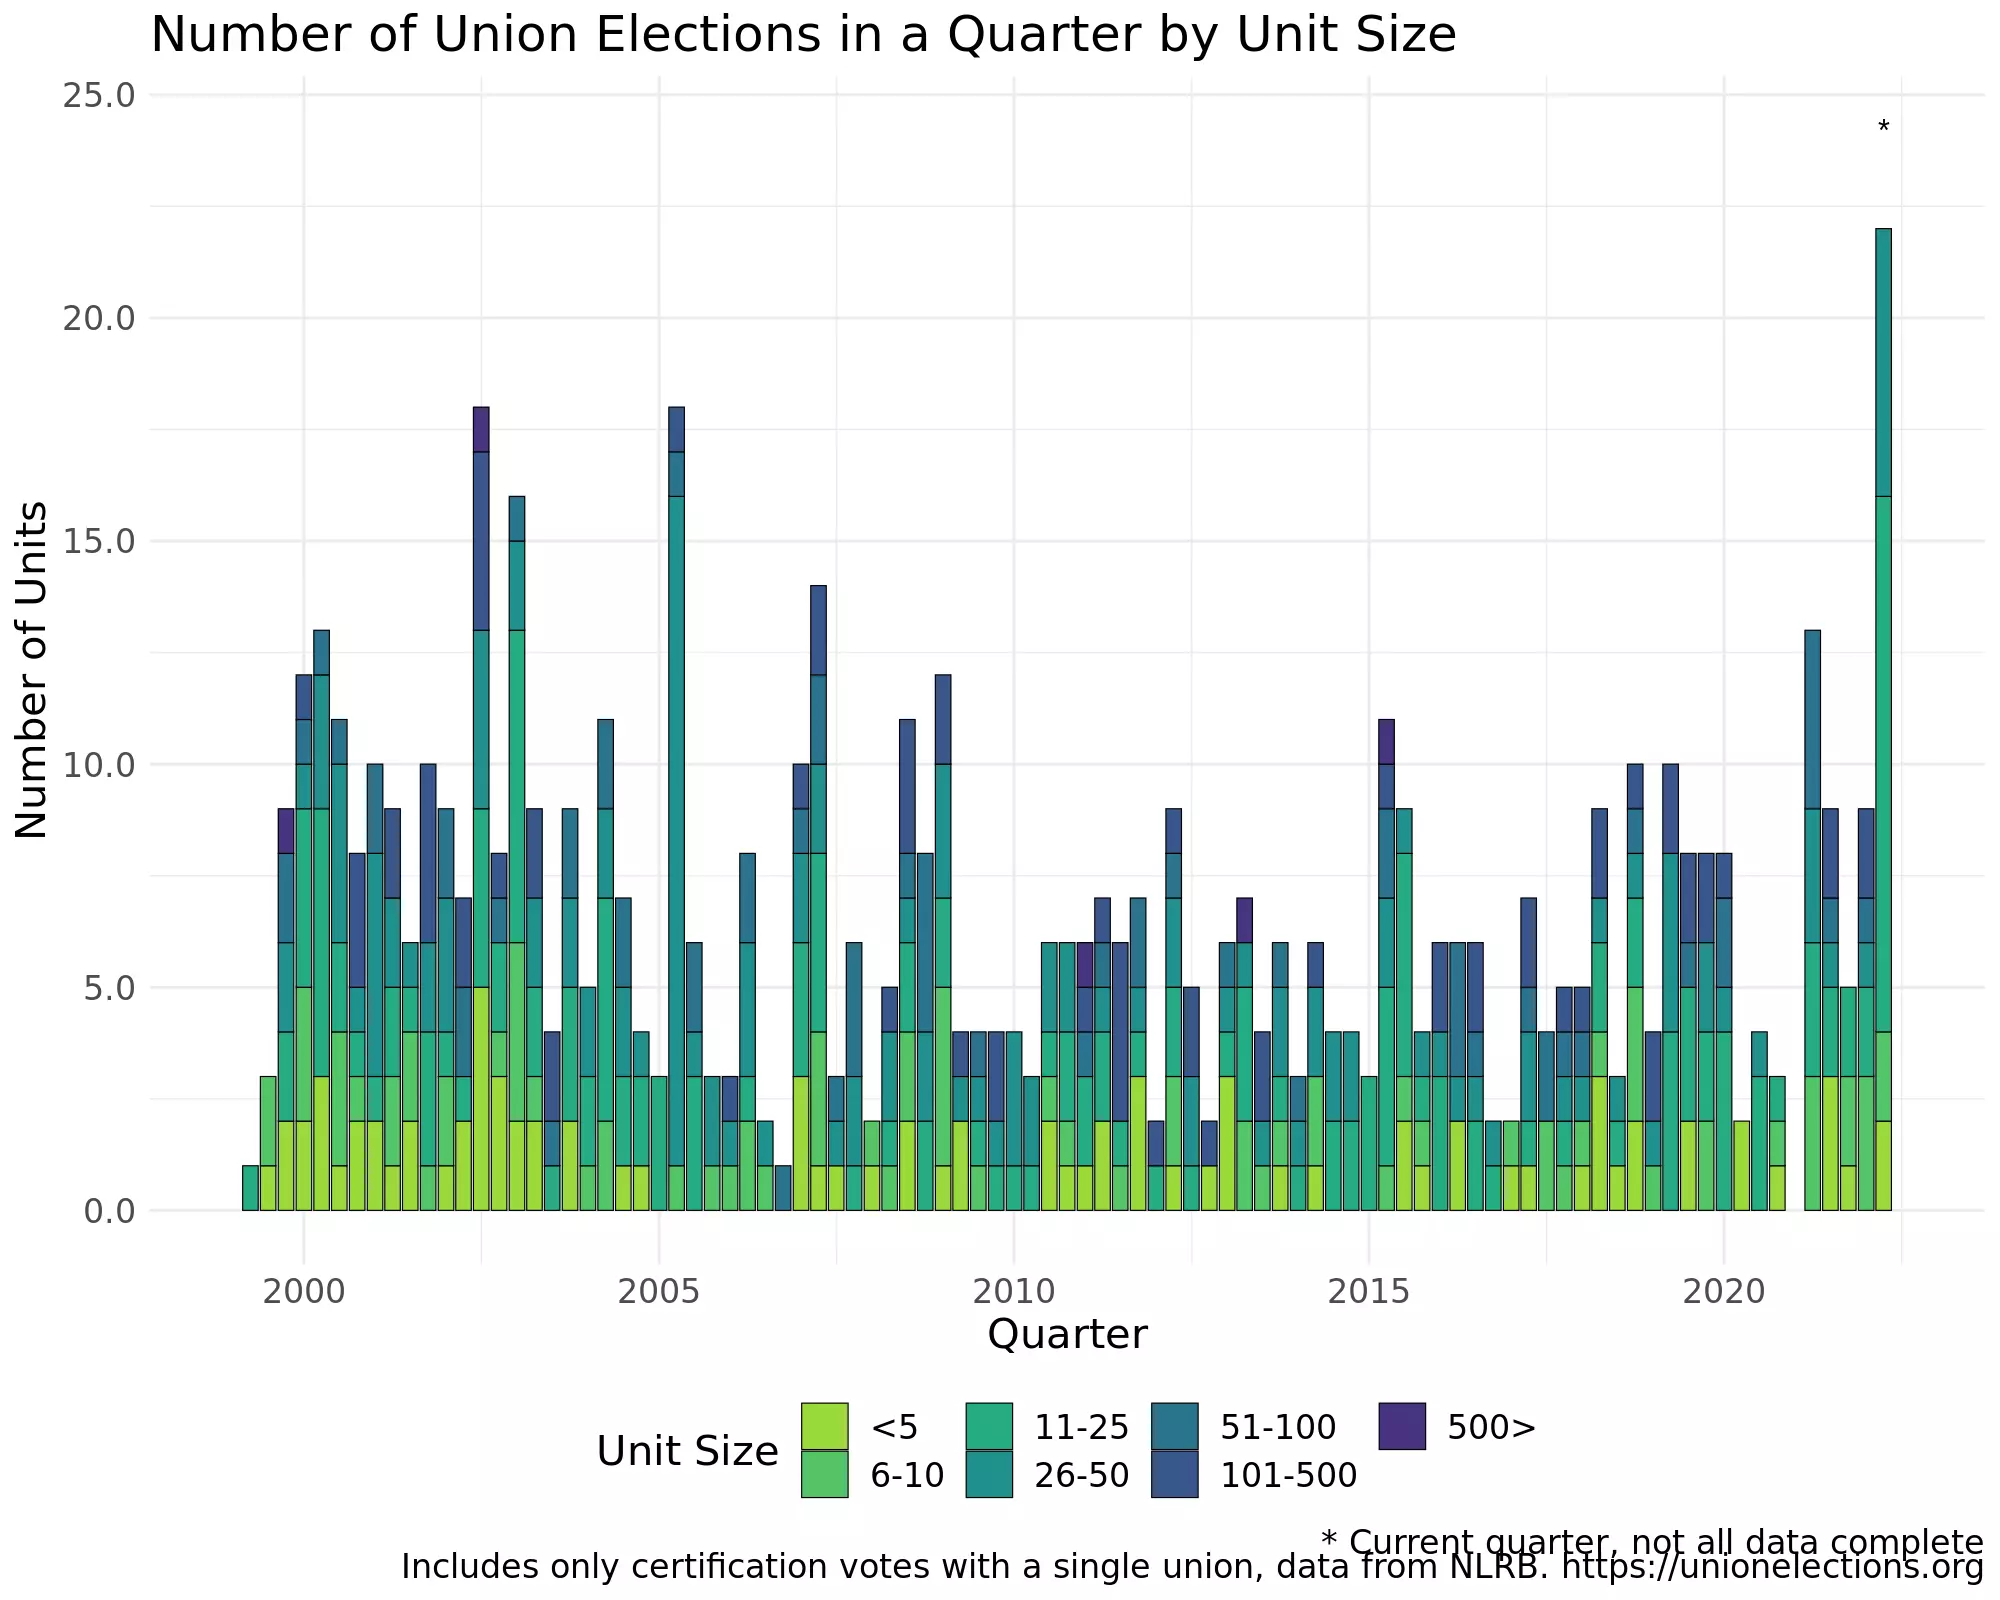 Number of Union Elections in a Quarter by Unit Size
25.0
*
20.0
15.0
10.0
5.0
0.0
Number of Units
2000 2005 2010 2015 2020
Quarter
Unit Size
<5 11-25 51-100 500>
6-10 26-50 101-500
* Current quarter, not all data complete
Includes only certification votes with a single union, data from NLRB. https://unionelections.org